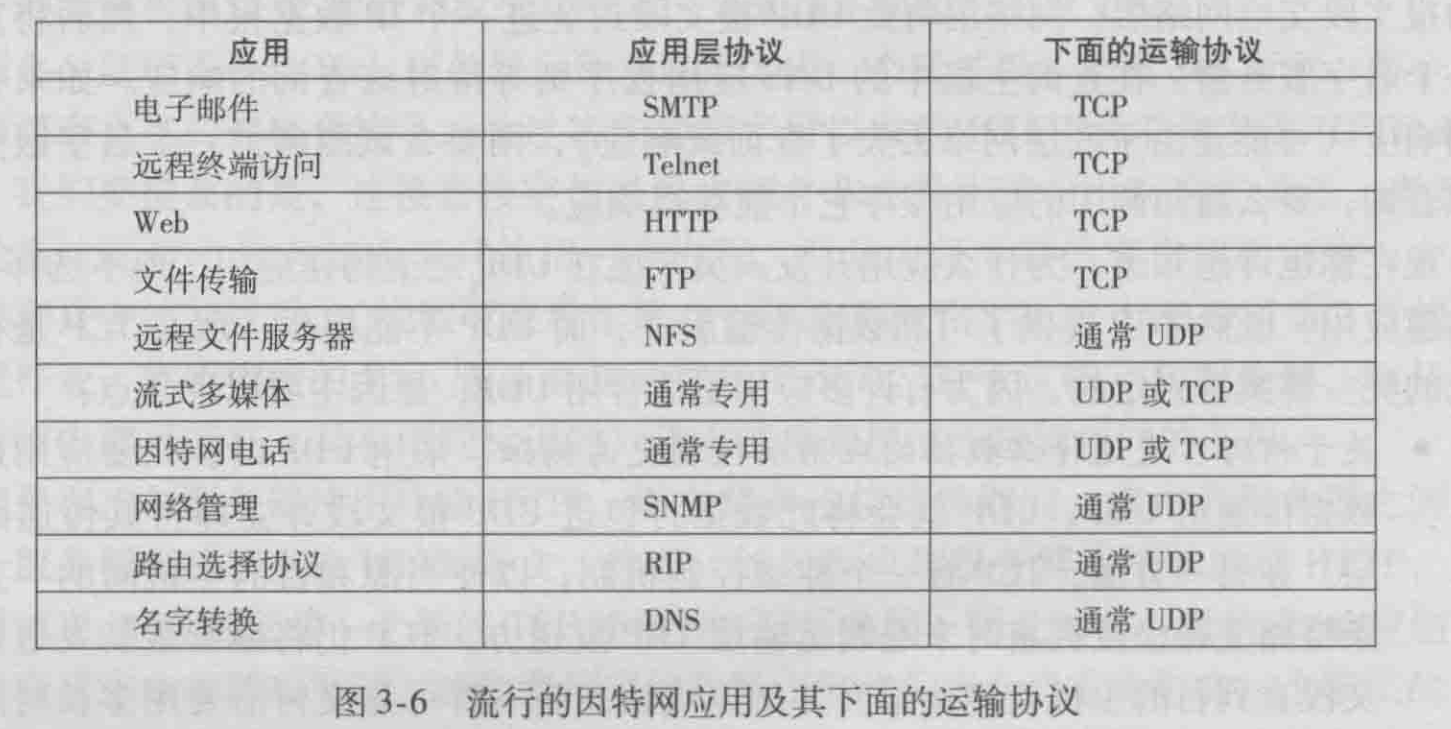 应用 应用层协议 下面的运输协议
电子邮件 SMTP TCP
远程终端访问 Telnet TCP
Web HTTP TCP
文件传输 FTP TCP
远程文件服务器 NFS 通常 UDP
流式多媒体 通常专用 UDP 或 TCP
因特网电话 通常专用 UDP 或 TCP
网络管理 SNMP 通常 UDP
路由选择协议 RIP 通常 UDP
名字转换 DNS 通常 UDP
图 3-6 流行的因特网应用及其下面的运输协议